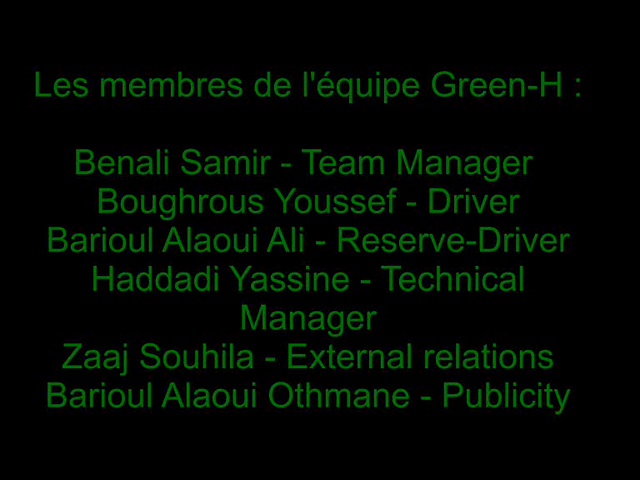 Les membres de l'équipe Green-H :
Benali Samir - Team Manager
Boughrous Youssef - Driver
Barioul Alaoui Ali - Reserve-Driver
Haddadi Yassine - Technical
Manager
Zaaj Souhila - External relations
Barioul Alaoui Othmane - Publicity